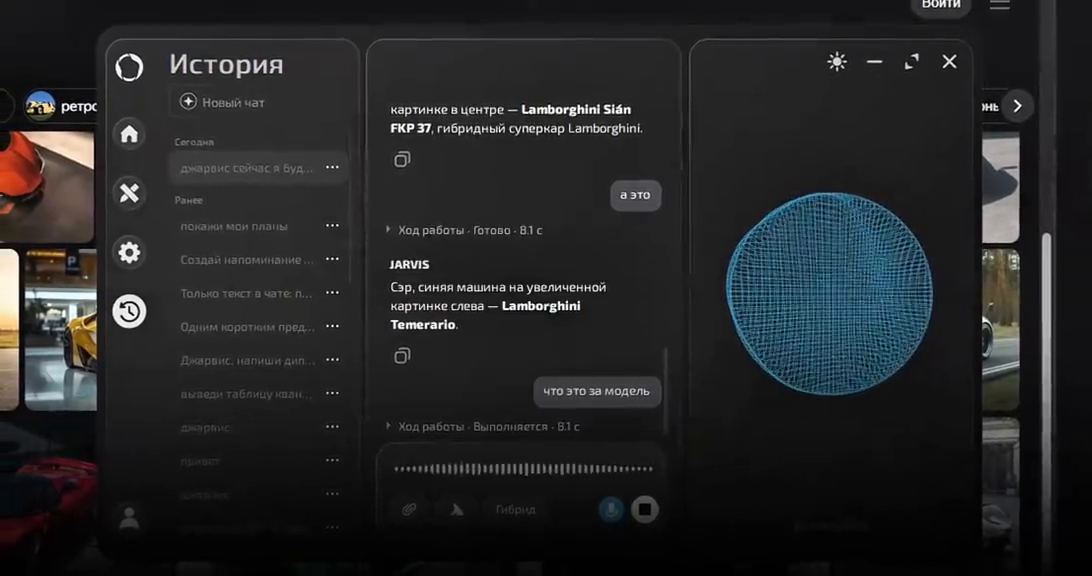 Войти
История
Новый чат
ретро
Сегодня
джарвис сейчас я буд...
Ранее
покажи мои планы
Создай напоминание ...
Только текст в чате: п...
Одним коротким пред...
Джарвис, напиши дип...
выведи таблицу кван...
джарвис
привет
картинке в центре — Lamborghini Sián
FKP 37, гибридный суперкар Lamborghini.
а это
Ход работы · Готово · 8.1 с
JARVIS
Сэр, синяя машина на увеличенной
картинке слева — Lamborghini
Temerario.
что это за модель
Ход работы · Выполняется · 8.1 с
Гибрид
P